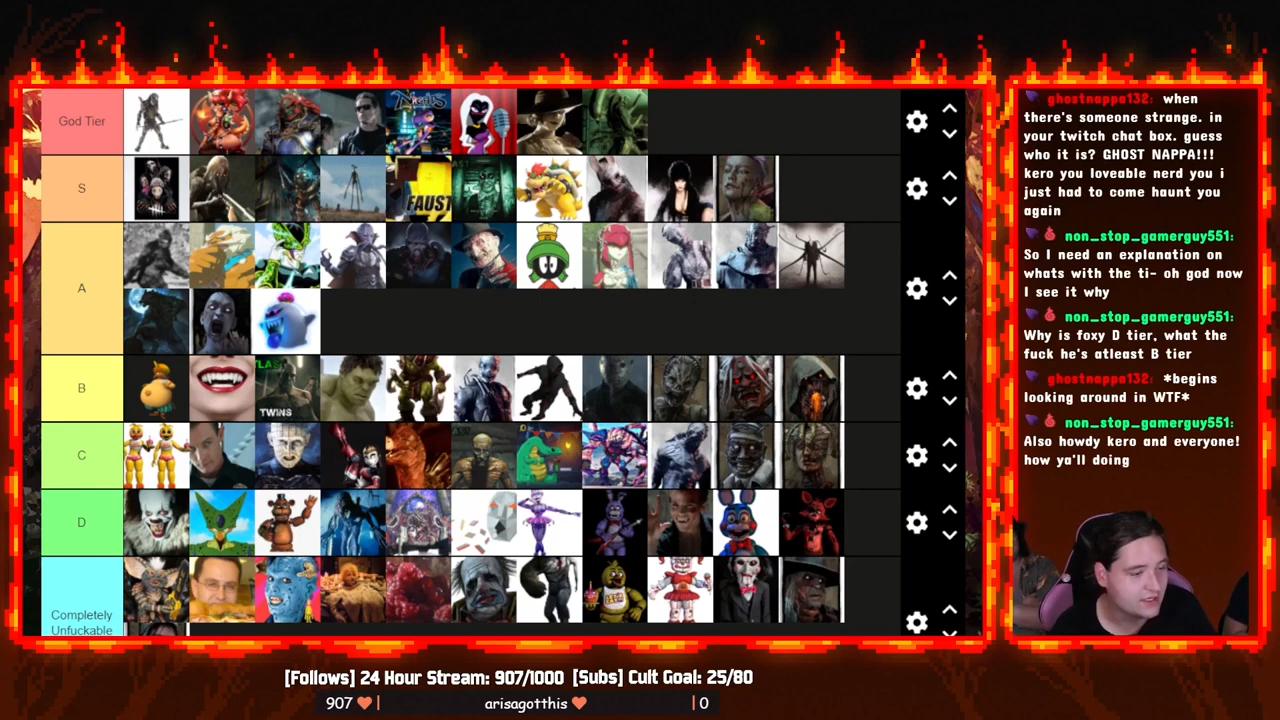 God Tier
S
FAUST
A
B
TWINS
C
D
Completely
Unfuckable
ghostnappa132: when
there's someone strange. in
your twitch chat box. guess
who it is? GHOST NAPPA!!!
kero you loveable nerd you i
just had to come haunt you
again
non_stop_gamerguy551:
So I need an explanation on
whats with the ti- oh god now
I see it why
non_stop_gamerguy551:
Why is foxy D tier, what the
fuck he's atleast B tier
ghostnappa132: *begins
looking around in WTF*
non_stop_gamerguy551:
Also howdy kero and everyone!
how ya'll doing
[Follows] 24 Hour Stream: 907/1000 [Subs] Cult Goal: 25/80
907 arisagotthis 0